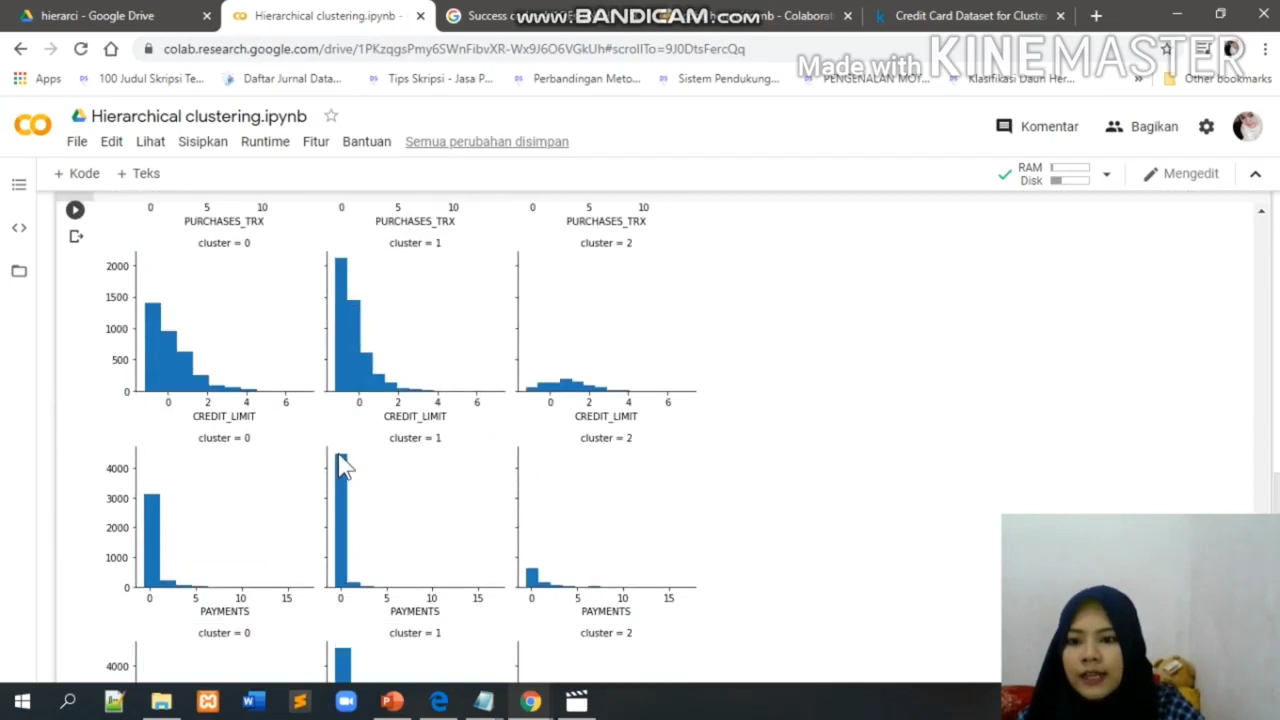 hierarci - Google Drive
Hierarchical clustering.ipynb -
Success
www.BANDICAM.com
- Colaborat
Credit Card Dataset for Cluste
colab.research.google.com/drive/1PKzqgsPmy6SWnFibvXR-Wx9J6O6VGkUh#scrollTo=9J0DtsFercQq
Made with KINEMASTER
Apps
100 Judul Skripsi Te...
Daftar Jurnal Data...
Tips Skripsi - Jasa P...
Perbandingan Meto...
Sistem Pendukung...
PENGENALAN MOT...
Klasifikasi Daun Her...
Other bookmarks
Hierarchical clustering.ipynb
Komentar
Bagikan
File Edit Lihat Sisipkan Runtime Fitur Bantuan Semua perubahan disimpan
+ Kode + Teks
RAM
Disk
Mengedit
0 5 10 0 5 10 0 5 10
PURCHASES_TRX PURCHASES_TRX PURCHASES_TRX
cluster = 0 cluster = 1 cluster = 2
2000
1500
1000
500
0
0 2 4 6 0 2 4 6 0 2 4 6
CREDIT_LIMIT CREDIT_LIMIT CREDIT_LIMIT
cluster = 0 cluster = 1 cluster = 2
4000
3000
2000
1000
0
0 5 10 15 0 5 10 15 0 5 10 15
PAYMENTS PAYMENTS PAYMENTS
cluster = 0 cluster = 1 cluster = 2
4000